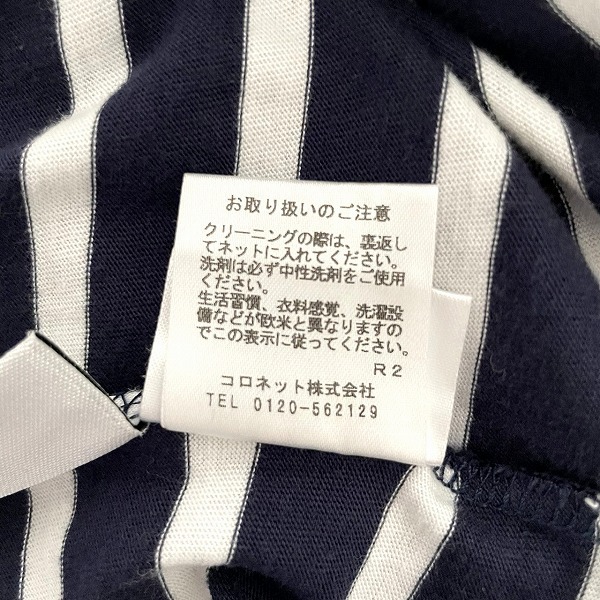 お取り扱いのご注意
クリーニングの際は、裏返し
てネットに入れてください。
洗剤は必ず中性洗剤をご使用
ください。
生活習慣、衣料感覚、洗濯設
備などが欧米と異なりますの
でこの表示に従ってください。
R2
コロネット株式会社
TEL 0120-562129